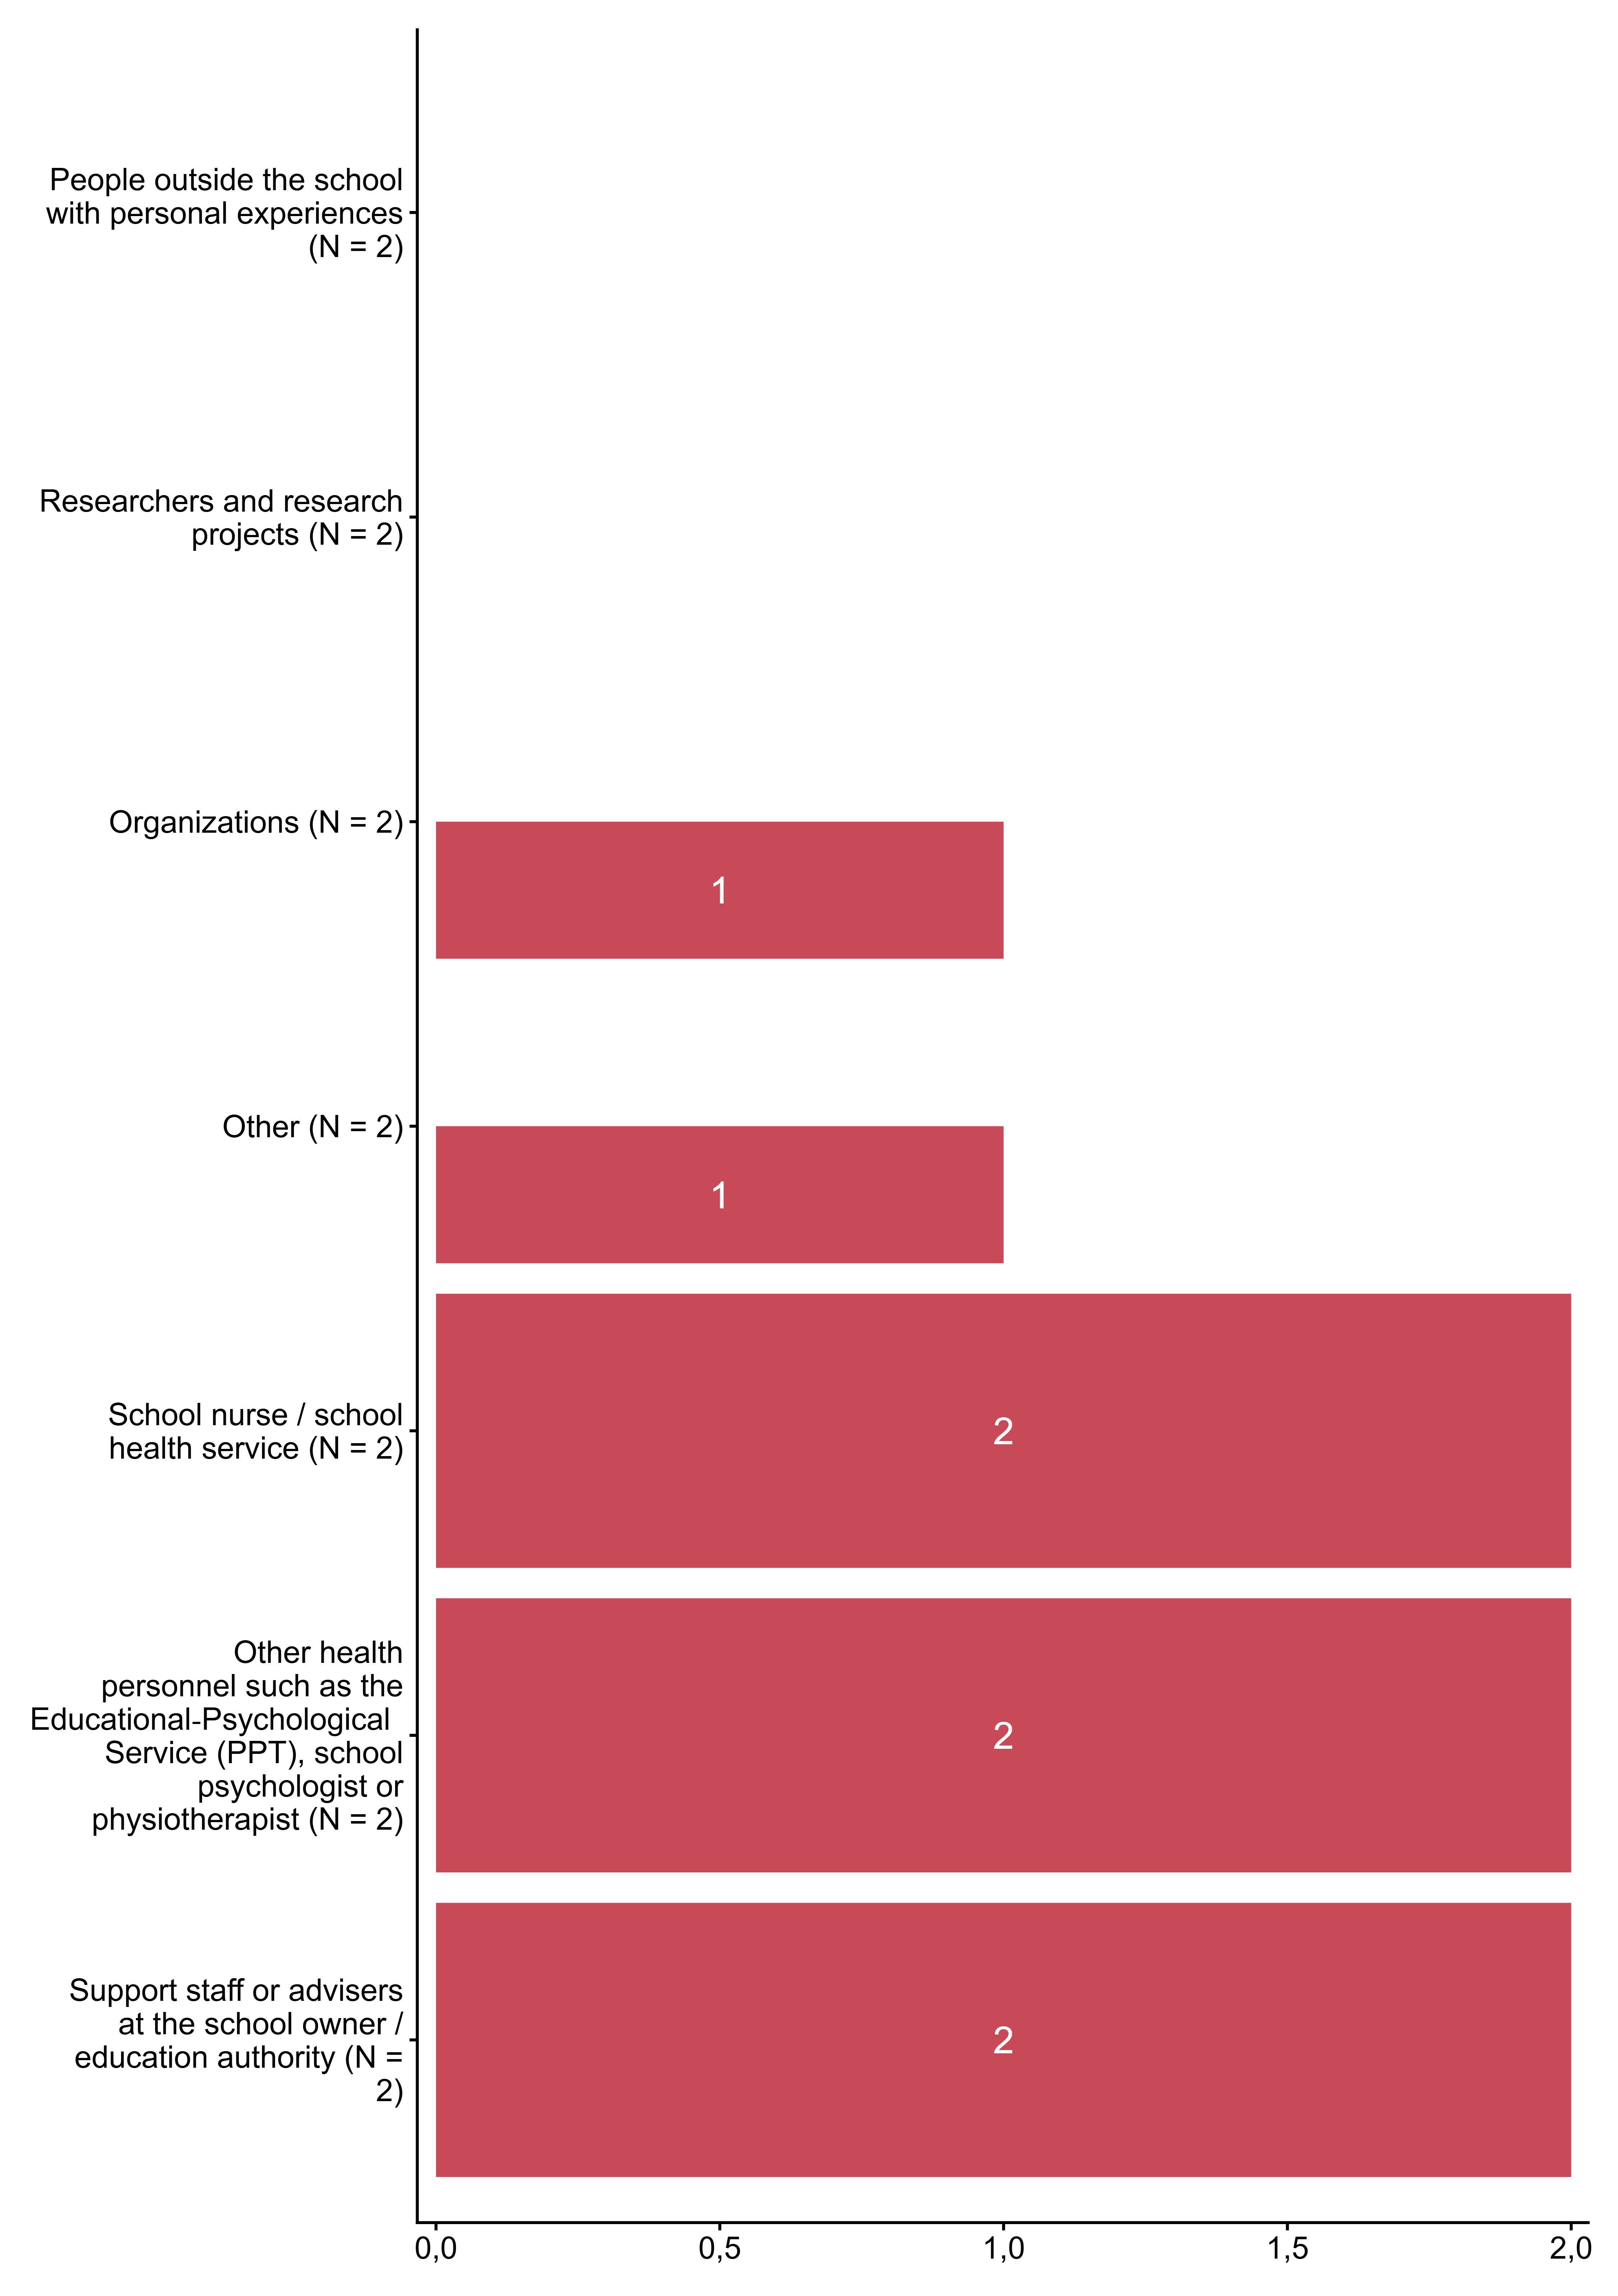 People outside the school
with personal experiences
(N = 2)
Researchers and research
projects (N = 2)
Organizations (N = 2)
1
Other (N = 2)
1
School nurse / school
health service (N = 2)
2
Other health
personnel such as the
Educational-Psychological
Service (PPT), school
psychologist or
physiotherapist (N = 2)
2
Support staff or advisers
at the school owner /
education authority (N =
2)
2
0,0
0,5
1,0
1,5
2,0